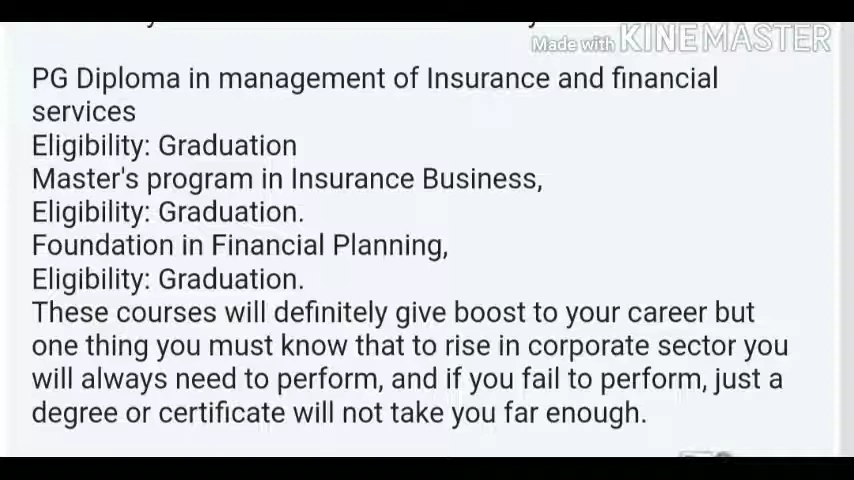 Made with KINEMASTER
PG Diploma in management of Insurance and financial
services
Eligibility: Graduation
Master's program in Insurance Business,
Eligibility: Graduation.
Foundation in Financial Planning,
Eligibility: Graduation.
These courses will definitely give boost to your career but
one thing you must know that to rise in corporate sector you
will always need to perform, and if you fail to perform, just a
degree or certificate will not take you far enough.